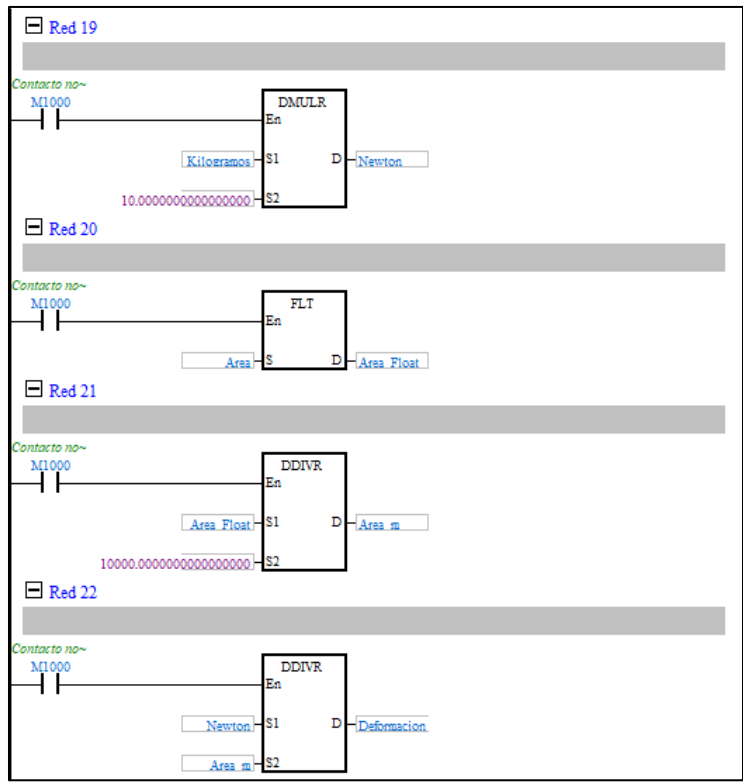 Red 19
Contacto no~
M1000
DMULR
En
Kilogramos S1 D Newton
10.0000000000000000 S2
Red 20
Contacto no~
M1000
FLT
En
Area S D Area_Float
Red 21
Contacto no~
M1000
DDIVR
En
Area_Float S1 D Area_m
10000.0000000000000000 S2
Red 22
Contacto no~
M1000
DDIVR
En
Newton S1 D Deformacion
Area_m S2